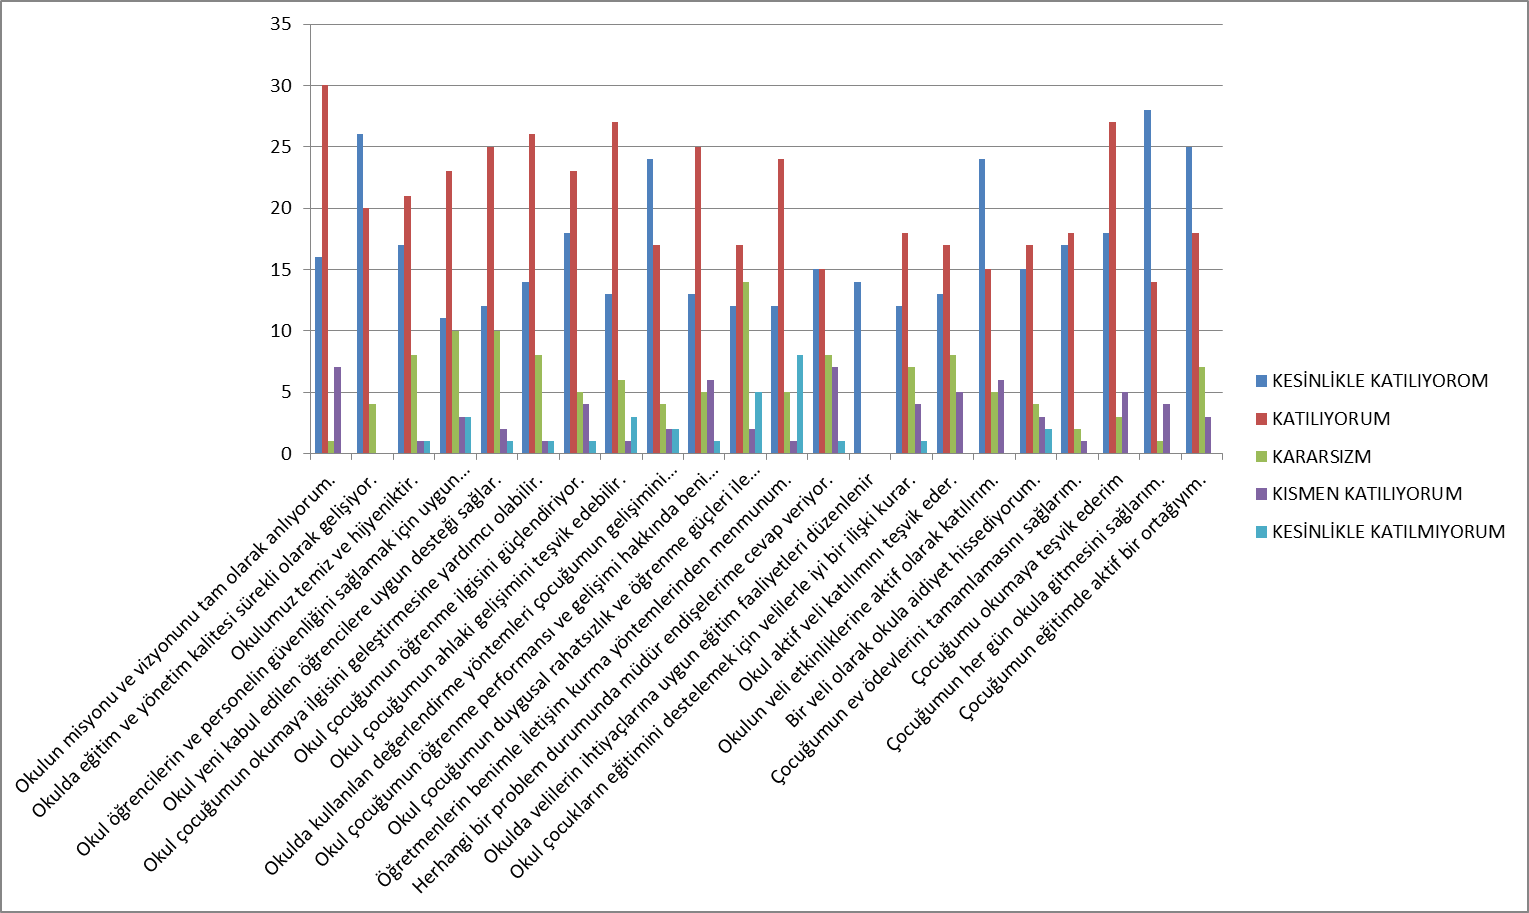 35
30
25
20
15
10
5
0
Okulun misyonu ve vizyonunu tam olarak anlıyorum.
Okulda eğitim ve yönetim kalitesi sürekli olarak gelişiyor.
Okulumuz temiz ve hijyeniktir.
Okul öğrencilerin ve personelin güvenliğini sağlamak için uygun…
Okul yeni kabul edilen öğrencilere uygun desteği sağlar.
Okul çocuğumun okumaya ilgisini geleştirmesine yardımcı olabilir.
Okul çocuğumun öğrenme ilgisini güçlendiriyor.
Okul çocuğumun ahlaki gelişimini teşvik edebilir.
Okulda kullanılan değerlendirme yöntemleri çocuğumun gelişimini…
Okul çocuğumun öğrenme performansı ve gelişimi hakkında beni…
Okul çocuğumun duygusal rahatsızlık ve öğrenme güçleri ile…
Öğretmenlerin benimle iletişim kurma yöntemlerinden menmunum.
Herhangi bir problem durumunda müdür endişelerime cevap veriyor.
Okulda velilerin ihtiyaçlarına uygun eğitim faaliyetleri düzenlenir
Okul çocukların eğitimini destelemek için velilerle iyi bir ilişki kurar.
Okul aktif veli katılımını teşvik eder.
Okulun veli etkinliklerine aktif olarak katılırım.
Bir veli olarak okula aidiyet hissediyorum.
Çocuğumun ev ödevlerini tamamlamasını sağlarım.
Çocuğumu okumaya teşvik ederim
Çocuğumun her gün okula gitmesini sağlarım.
Çocuğumun eğitimde aktif bir ortağıyım.
KESİNLİKLE KATILIYOROM
KATILIYORUM
KARARSIZM
KISMEN KATILIYORUM
KESİNLİKLE KATILMIYORUM